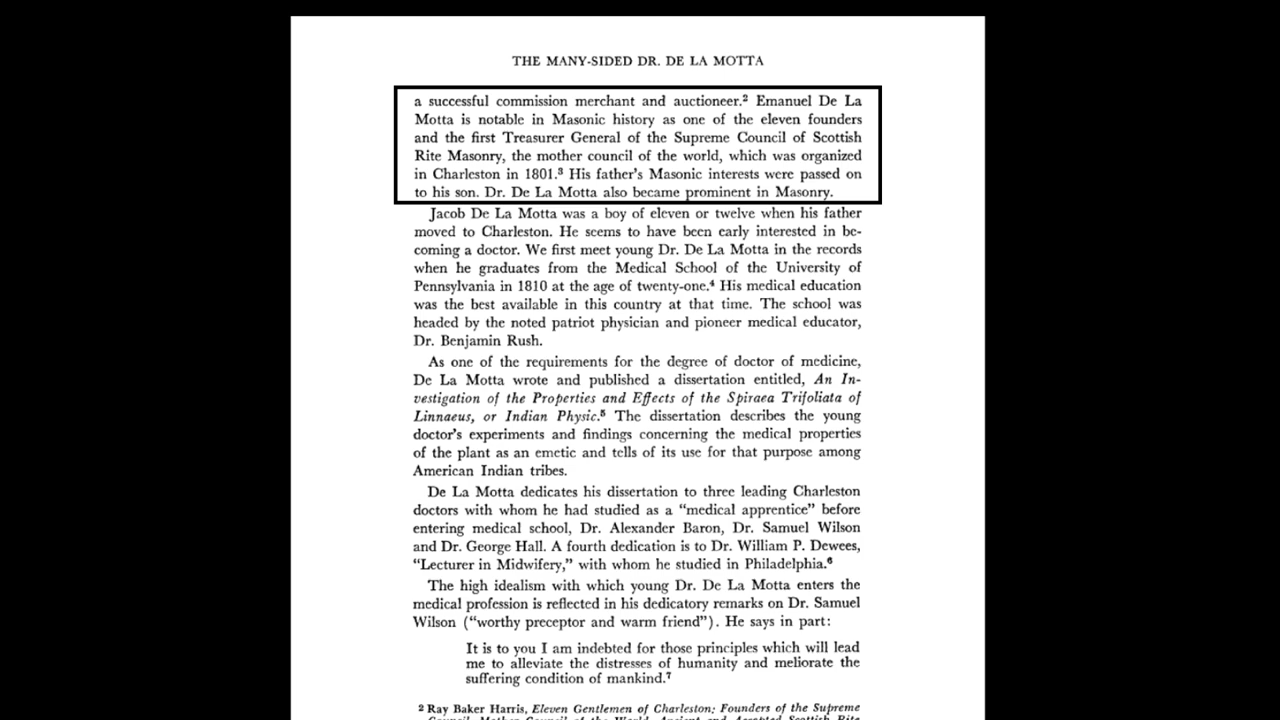 THE MANY-SIDED DR. DE LA MOTTA
a successful commission merchant and auctioneer.² Emanuel De La
Motta is notable in Masonic history as one of the eleven founders
and the first Treasurer General of the Supreme Council of Scottish
Rite Masonry, the mother council of the world, which was organized
in Charleston in 1801.³ His father's Masonic interests were passed on
to his son. Dr. De La Motta also became prominent in Masonry.
Jacob De La Motta was a boy of eleven or twelve when his father
moved to Charleston. He seems to have been early interested in be-
coming a doctor. We first meet young Dr. De La Motta in the records
when he graduates from the Medical School of the University of
Pennsylvania in 1810 at the age of twenty-one.⁴ His medical education
was the best available in this country at that time. The school was
headed by the noted patriot physician and pioneer medical educator,
Dr. Benjamin Rush.
As one of the requirements for the degree of doctor of medicine,
De La Motta wrote and published a dissertation entitled, An In-
vestigation of the Properties and Effects of the Spiraea Trifoliata of
Linnaeus, or Indian Physic.⁵ The dissertation describes the young
doctor's experiments and findings concerning the medical properties
of the plant as an emetic and tells of its use for that purpose among
American Indian tribes.
De La Motta dedicates his dissertation to three leading Charleston
doctors with whom he had studied as a "medical apprentice" before
entering medical school, Dr. Alexander Baron, Dr. Samuel Wilson
and Dr. George Hall. A fourth dedication is to Dr. William P. Dewees,
"Lecturer in Midwifery," with whom he studied in Philadelphia.⁶
The high idealism with which young Dr. De La Motta enters the
medical profession is reflected in his dedicatory remarks on Dr. Samuel
Wilson ("worthy preceptor and warm friend"). He says in part:
It is to you I am indebted for those principles which will lead
me to alleviate the distresses of humanity and meliorate the
suffering condition of mankind.⁷
² Ray Baker Harris, Eleven Gentlemen of Charleston; Founders of the Supreme